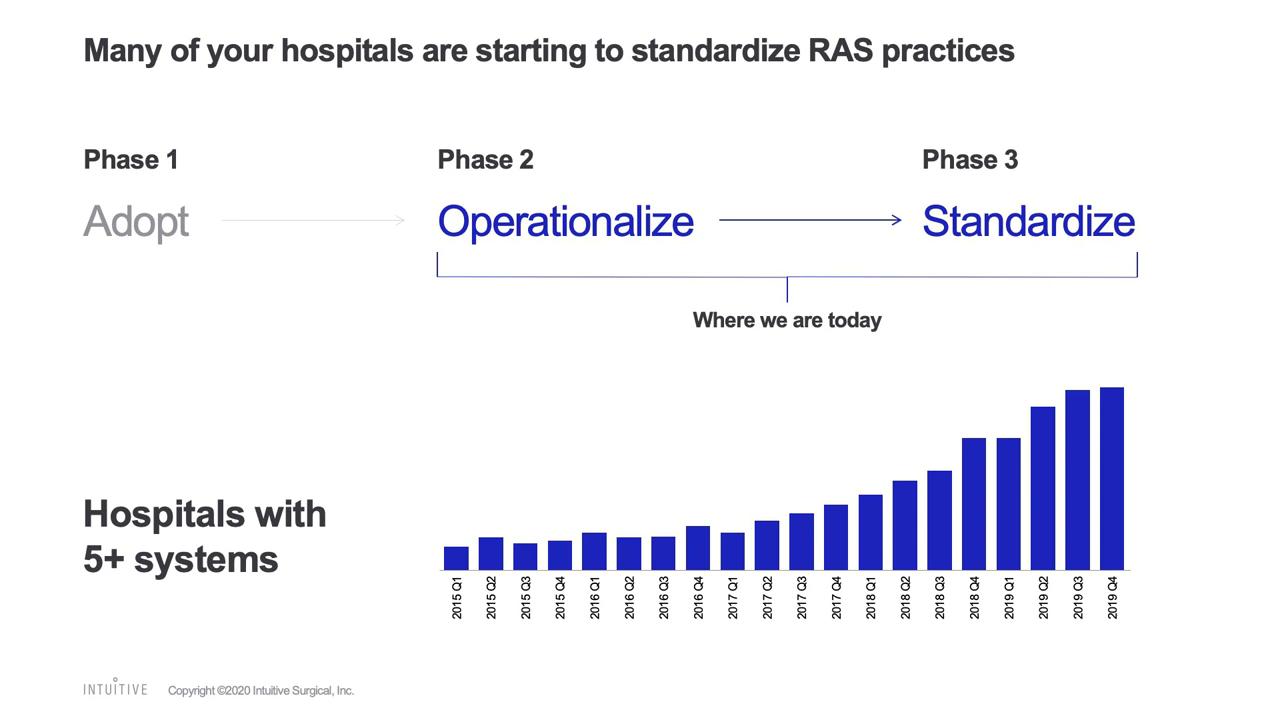 Many of your hospitals are starting to standardize RAS practices
Phase 1
Phase 2
Phase 3
Adopt
Operationalize
Standardize
Where we are today
Hospitals with
5+ systems
2015 Q1
2015 Q2
2015 Q3
2015 Q4
2016 Q1
2016 Q2
2016 Q3
2016 Q4
2017 Q1
2017 Q2
2017 Q3
2017 Q4
2018 Q1
2018 Q2
2018 Q3
2018 Q4
2019 Q1
2019 Q2
2019 Q3
2019 Q4
INTUITIVE
Copyright ©2020 Intuitive Surgical, Inc.